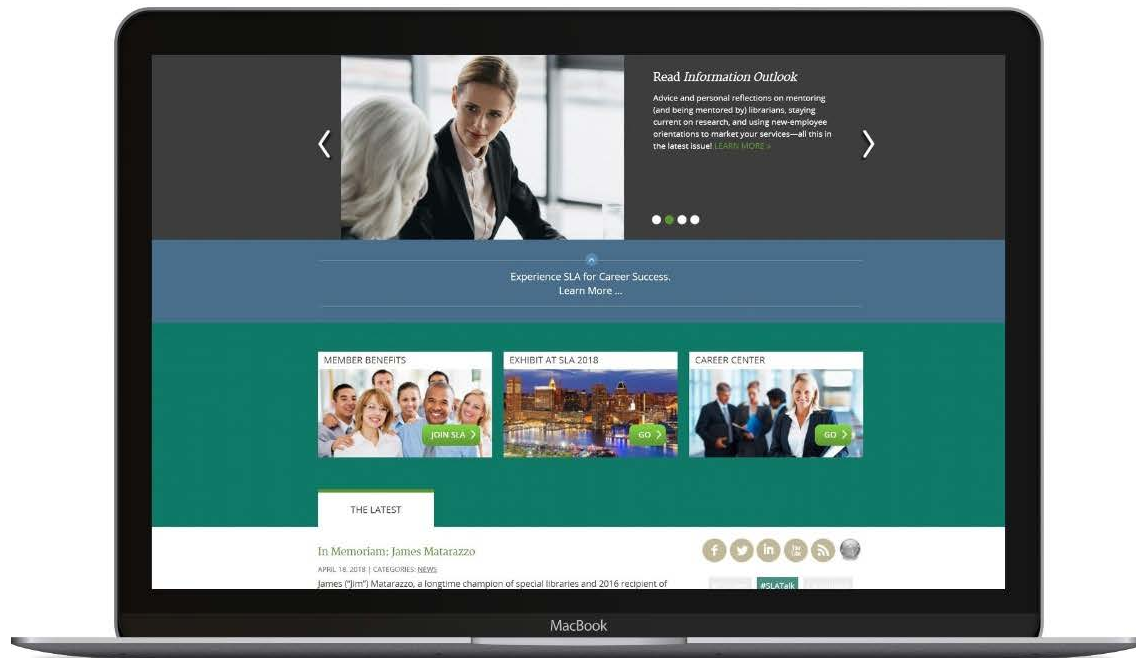 Read Information Outlook
Advice and personal reflections on mentoring
(and being mentored by) librarians, staying
current on research, and using new-employee
orientations to market your services—all this in
the latest issue! LEARN MORE »
Experience SLA for Career Success.
Learn More ...
MEMBER BENEFITS
JOIN SLA
EXHIBIT AT SLA 2018
GO
CAREER CENTER
GO
THE LATEST
In Memoriam: James Matarazzo
APRIL 18, 2018 | CATEGORIES: NEWS
James ("Jim") Matarazzo, a longtime champion of special libraries and 2016 recipient of
f
in
You Tube
#SLATalk
MacBook